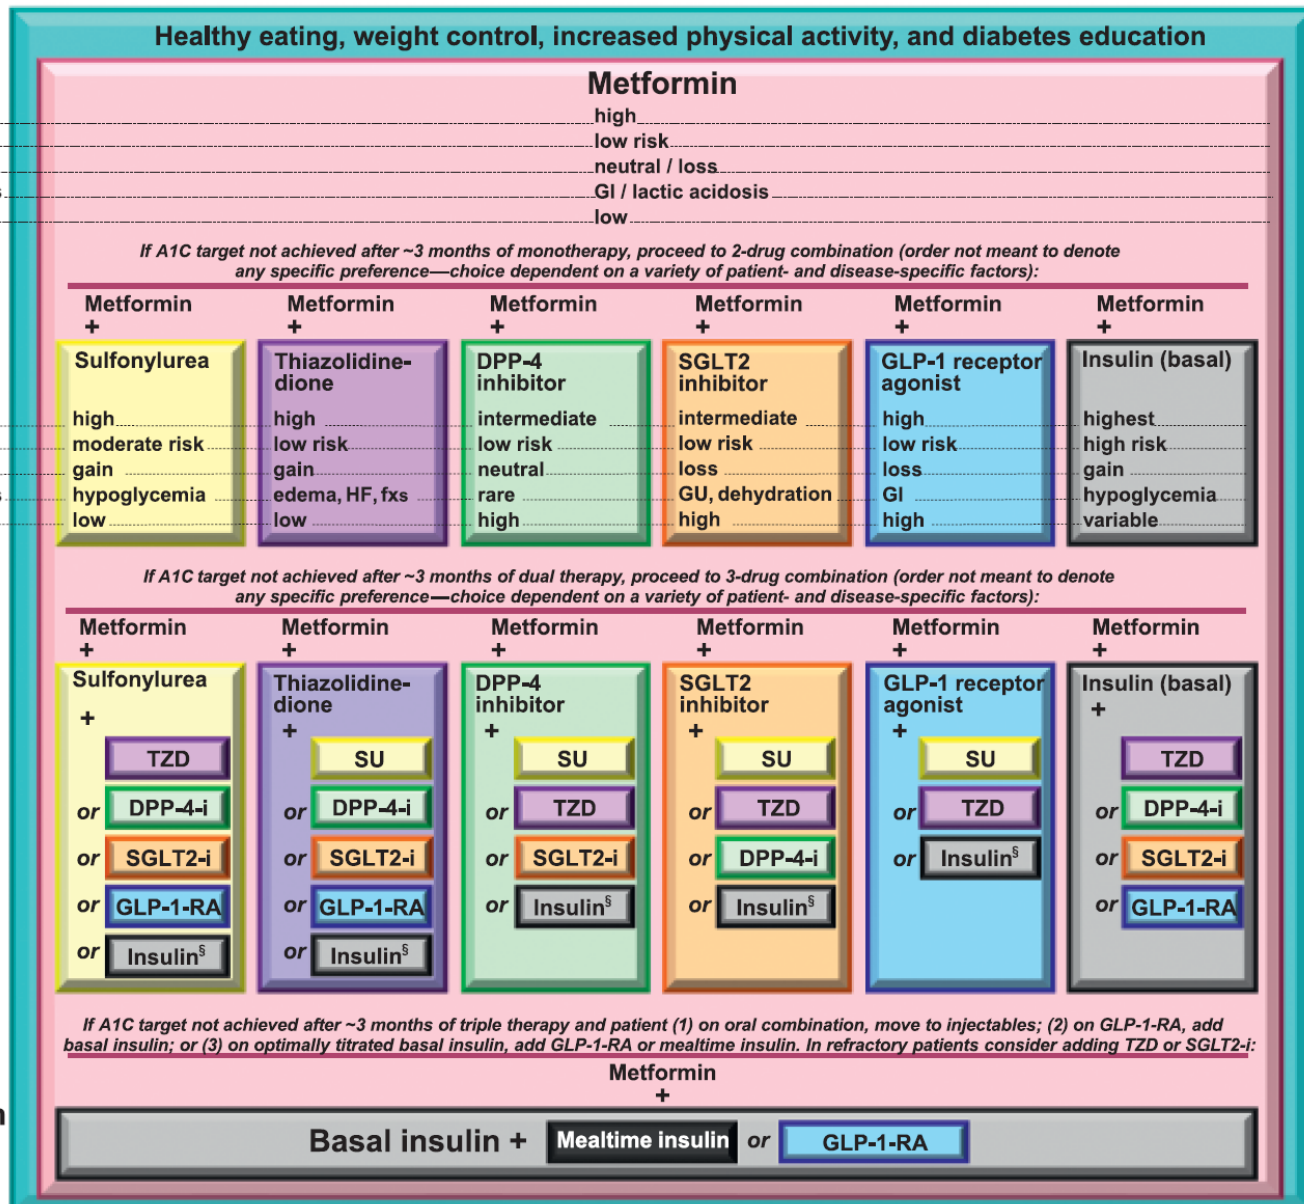 Healthy eating, weight control, increased physical activity, and diabetes education
Metformin
high
low risk
neutral / loss
GI / lactic acidosis
low
If A1C target not achieved after ~3 months of monotherapy, proceed to 2-drug combination (order not meant to denote
any specific preference—choice dependent on a variety of patient- and disease-specific factors):
Metformin
+
Sulfonylurea
high
moderate risk
gain
hypoglycemia
low
Metformin
+
Thiazolidine-
dione
high
low risk
gain
edema, HF, fxs
low
Metformin
+
DPP-4
inhibitor
intermediate
low risk
neutral
rare
high
Metformin
+
SGLT2
inhibitor
intermediate
low risk
loss
GU, dehydration
high
Metformin
+
GLP-1 receptor
agonist
high
low risk
loss
GI
high
Metformin
+
Insulin (basal)
highest
high risk
gain
hypoglycemia
variable
If A1C target not achieved after ~3 months of dual therapy, proceed to 3-drug combination (order not meant to denote
any specific preference—choice dependent on a variety of patient- and disease-specific factors):
Metformin
+
Sulfonylurea
+
TZD
or DPP-4-i
or SGLT2-i
or GLP-1-RA
or Insulin§
Metformin
+
Thiazolidine-
dione
+
SU
or DPP-4-i
or SGLT2-i
or GLP-1-RA
or Insulin§
Metformin
+
DPP-4
inhibitor
+
SU
or TZD
or SGLT2-i
or Insulin§
Metformin
+
SGLT2
inhibitor
+
SU
or TZD
or DPP-4-i
or Insulin§
Metformin
+
GLP-1 receptor
agonist
+
SU
or TZD
or Insulin§
Metformin
+
Insulin (basal)
+
TZD
or DPP-4-i
or SGLT2-i
or GLP-1-RA
If A1C target not achieved after ~3 months of triple therapy and patient (1) on oral combination, move to injectables; (2) on GLP-1-RA, add
basal insulin; or (3) on optimally titrated basal insulin, add GLP-1-RA or mealtime insulin. In refractory patients consider adding TZD or SGLT2-i:
Metformin
+
Basal insulin + Mealtime insulin or GLP-1-RA